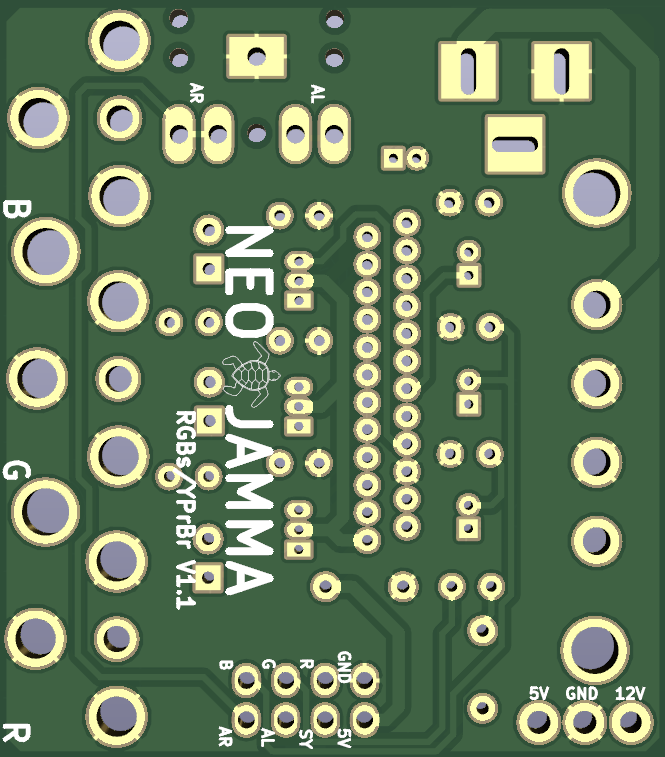 AR
AL
B
NEO
JAMMA
RGBs/YPrBr V1.1
G
R
B
G
R
GND
AR
AL
SY
5V
5V GND 12V